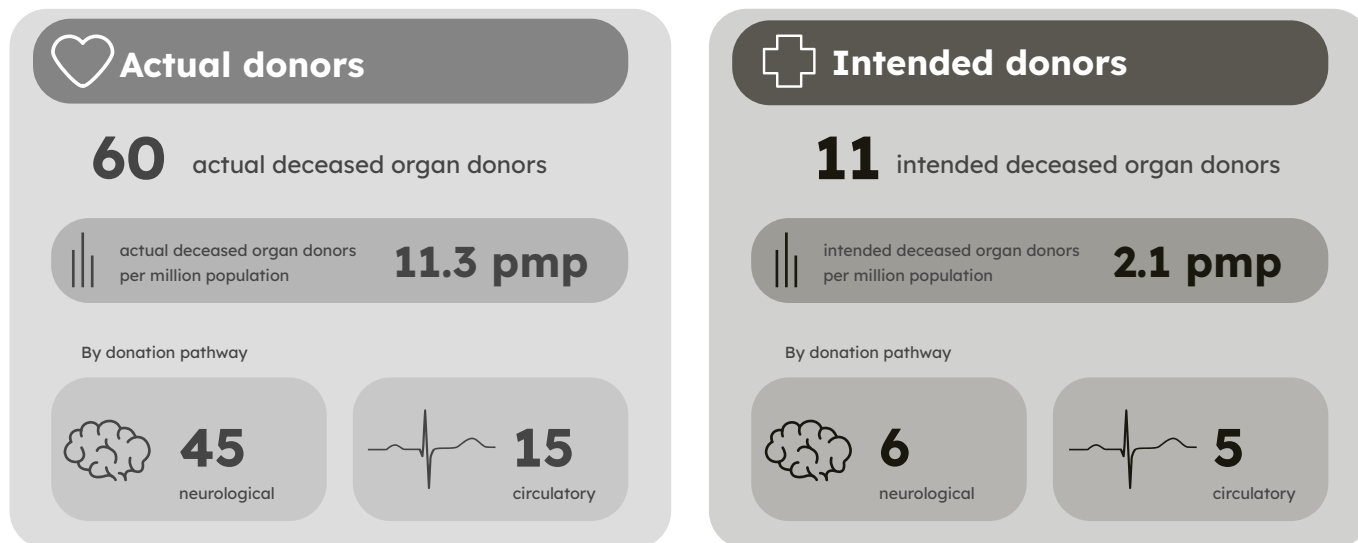 Actual donors
60 actual deceased organ donors
actual deceased organ donors
per million population
11.3 pmp
By donation pathway
45
neurological
15
circulatory
Intended donors
11 intended deceased organ donors
intended deceased organ donors
per million population
2.1 pmp
By donation pathway
6
neurological
5
circulatory